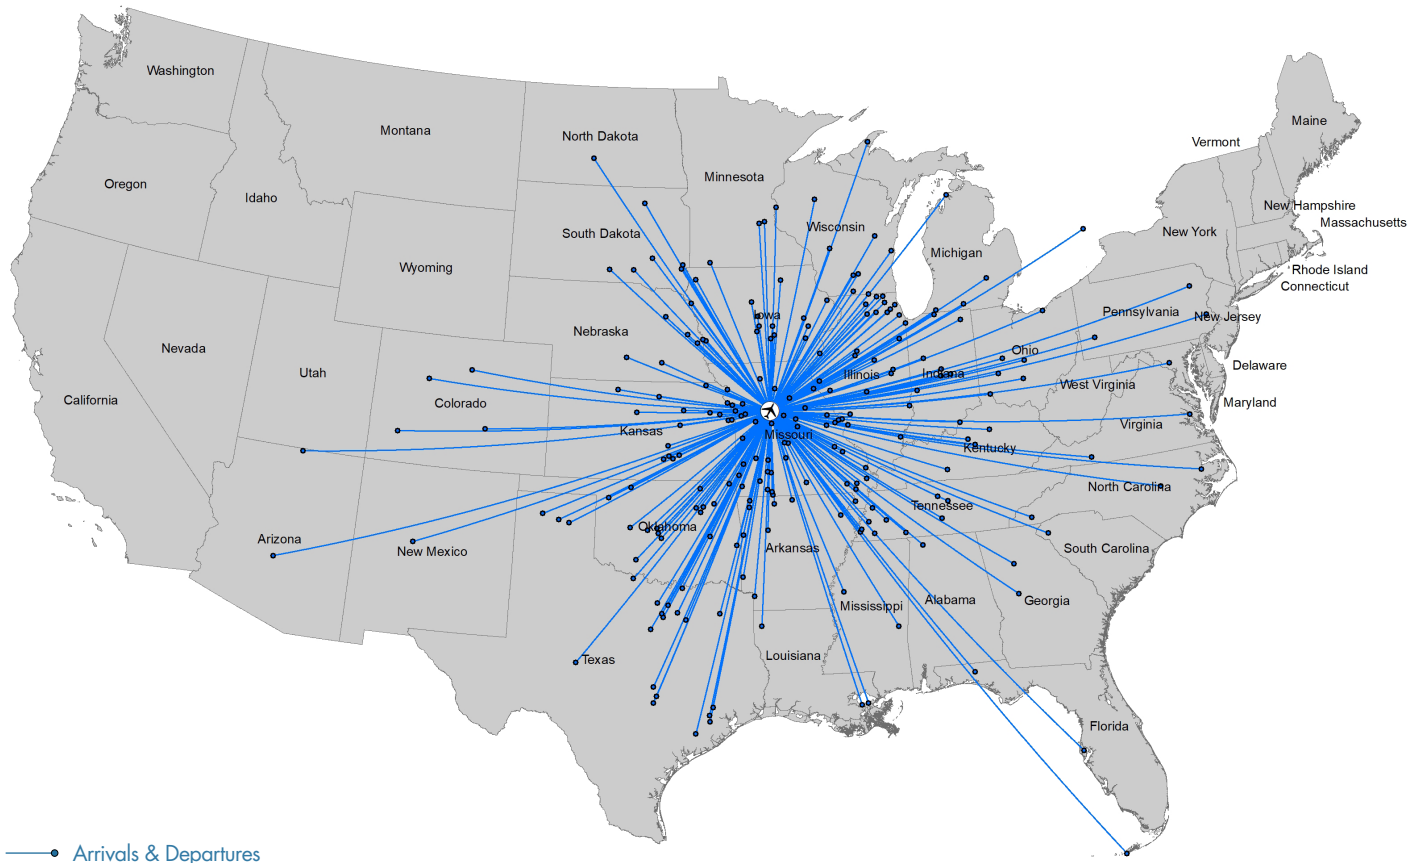 Washington
Montana
North Dakota
Minnesota
Maine
Vermont
Oregon
Idaho
New Hampshire
Massachusetts
South Dakota
Wisconsin
New York
Michigan
Wyoming
Rhode Island
Connecticut
Iowa
Pennsylvania
New Jersey
Nebraska
Nevada
Ohio
Utah
Illinois
Indiana
Delaware
West Virginia
California
Colorado
Maryland
Kansas
Missouri
Virginia
Kentucky
North Carolina
Tennessee
Oklahoma
Arizona
New Mexico
Arkansas
South Carolina
Mississippi
Alabama
Georgia
Texas
Louisiana
Florida
Arrivals & Departures